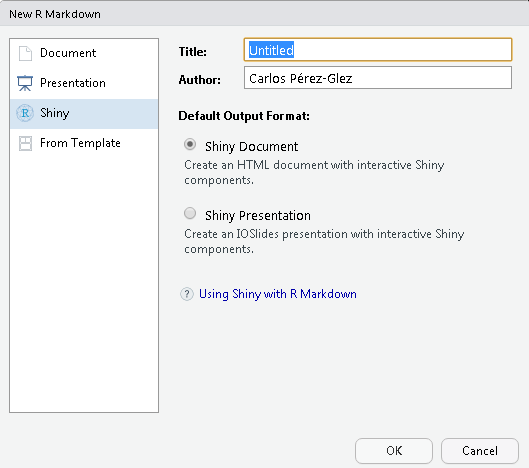 New R Markdown
Document
Presentation
R Shiny
From Template
Title: Untitled
Author: Carlos Pérez-Glez
Default Output Format:
Shiny Document
Create an HTML document with interactive Shiny
components.
Shiny Presentation
Create an IOSlides presentation with interactive Shiny
components.
? Using Shiny with R Markdown
OK Cancel